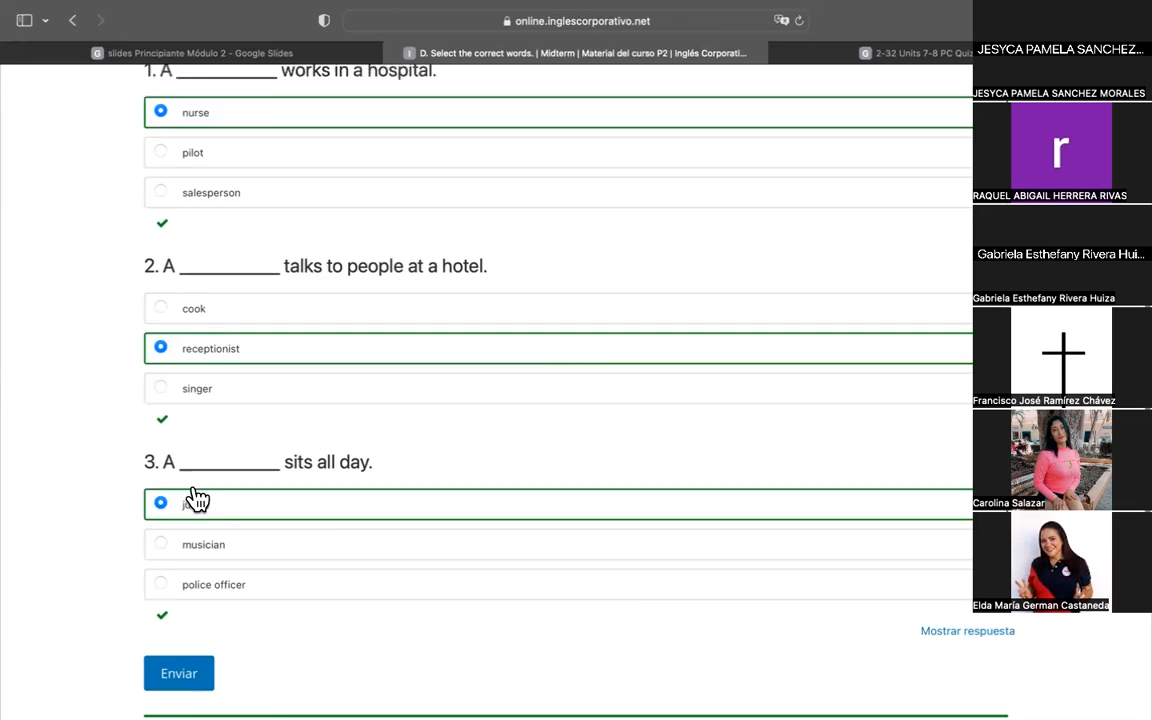 online.inglescorporativo.net
slides Principiante Módulo 2 - Google Slides
D. Select the correct words. | Midterm | Material del curso P2 | Inglés Corporati...
2-32 Units 7-8 PC Quiz
1. A __________ works in a hospital.
nurse
pilot
salesperson
2. A __________ talks to people at a hotel.
cook
receptionist
singer
3. A __________ sits all day.
musician
police officer
Mostrar respuesta
Enviar
JESYCA PAMELA SANCHEZ...
JESYCA PAMELA SANCHEZ MORALES
r
RAQUEL ABIGAIL HERRERA RIVAS
Gabriela Esthefany Rivera Hui...
Gabriela Esthefany Rivera Huiza
Francisco José Ramírez Chávez
Carolina Salazar
Elda María German Castaneda